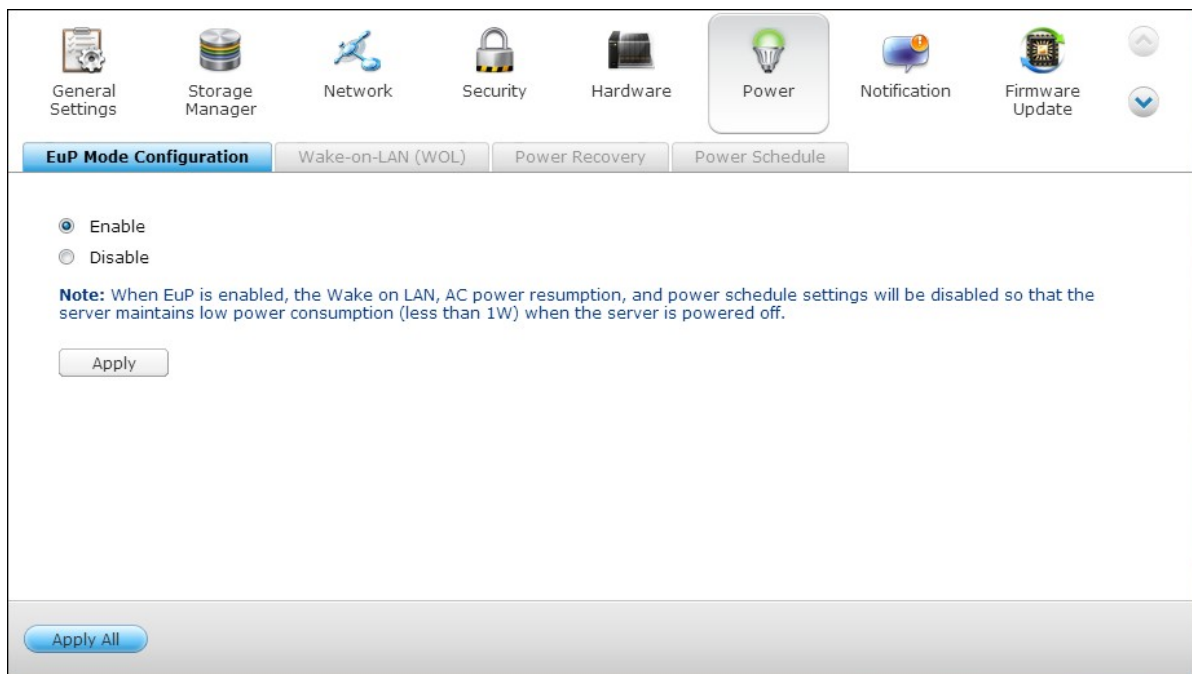 General Settings
Storage Manager
Network
Security
Hardware
Power
Notification
Firmware Update
EuP Mode Configuration
Wake-on-LAN (WOL)
Power Recovery
Power Schedule
Enable
Disable
Note: When EuP is enabled, the Wake on LAN, AC power resumption, and power schedule settings will be disabled so that the
server maintains low power consumption (less than 1W) when the server is powered off.
Apply
Apply All